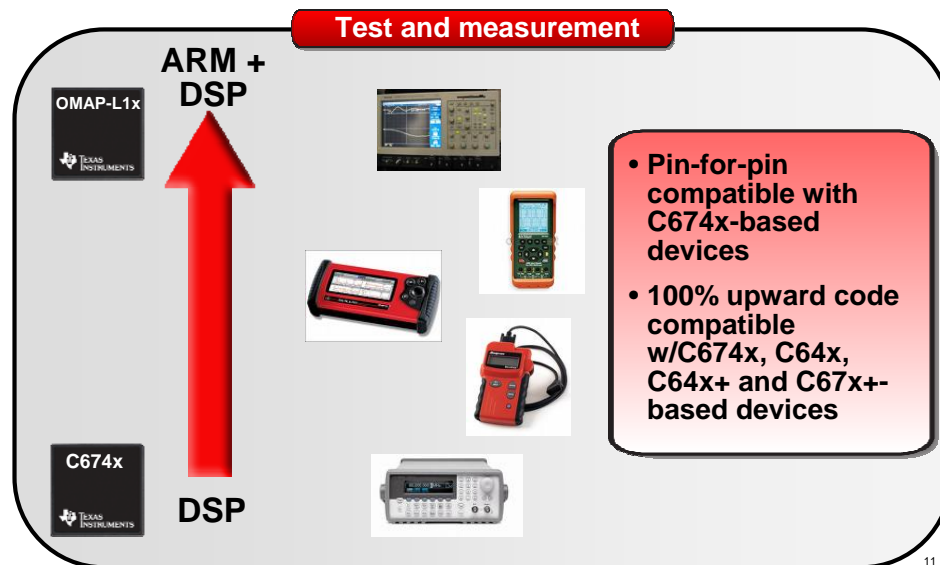 Test and measurement
ARM +
DSP
OMAP-L1x
TEXAS
INSTRUMENTS
• Pin-for-pin
compatible with
C674x-based
devices
• 100% upward code
compatible
w/C674x, C64x,
C64x+ and C67x+-
based devices
C674x
TEXAS
INSTRUMENTS
DSP
11